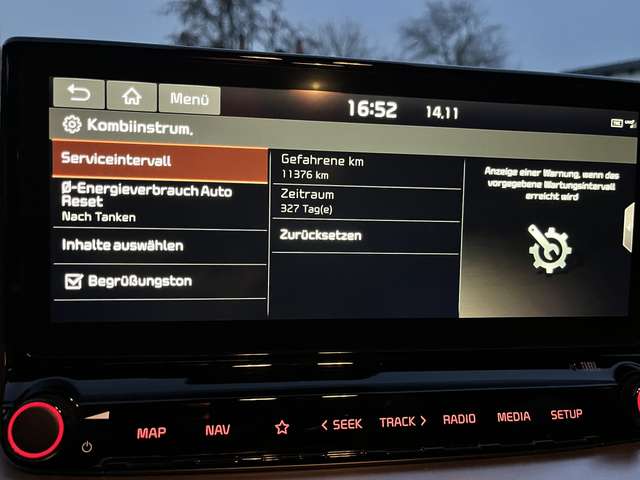 Menü
16:52
14.11
Kombiinstrum.
Serviceintervall
Ø-Energieverbrauch Auto
Reset
Nach Tanken
Inhalte auswählen
Begrüßungston
Gefahrene km
11376 km
Zeitraum
327 Tag(e)
Zurücksetzen
Anzeige einer Warnung, wenn das
vorgegebene Wartungsintervall
erreicht wird
MAP
NAV
< SEEK
TRACK >
RADIO
MEDIA
SETUP